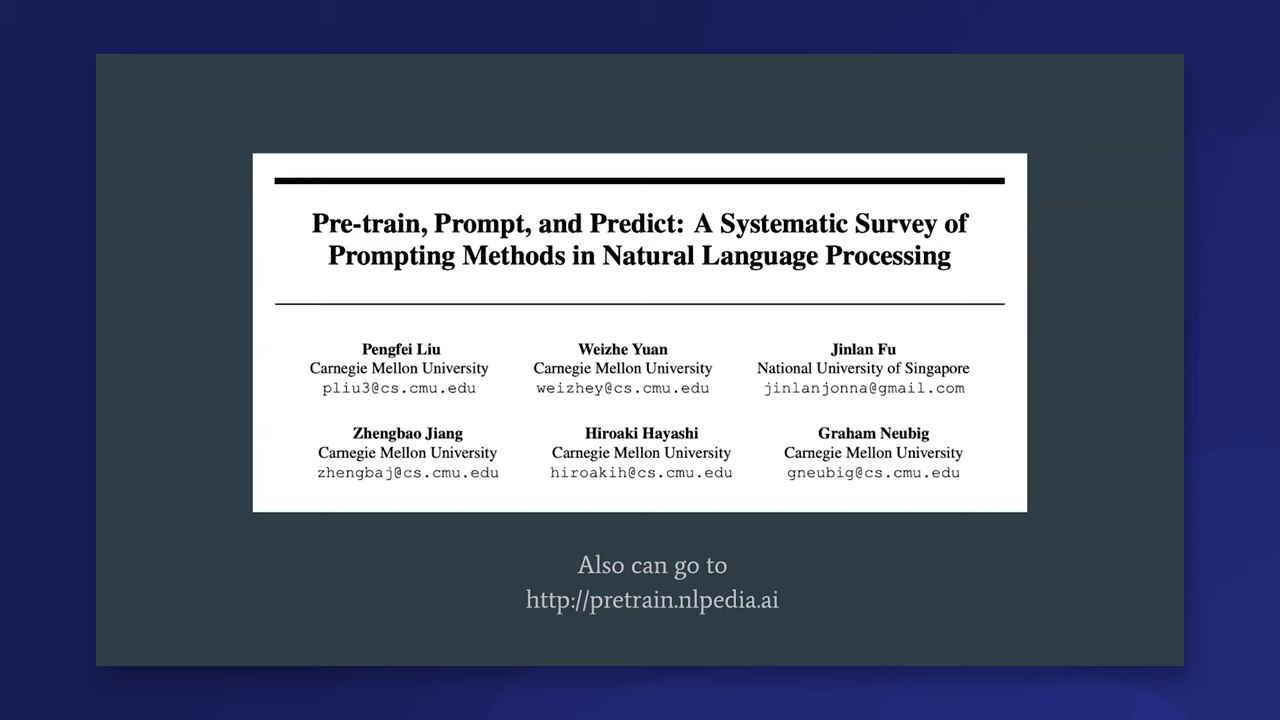 Pre-train, Prompt, and Predict: A Systematic Survey of
Prompting Methods in Natural Language Processing
Pengfei Liu
Carnegie Mellon University
pliu3@cs.cmu.edu
Weizhe Yuan
Carnegie Mellon University
weizhey@cs.cmu.edu
Jinlan Fu
National University of Singapore
jinlanjonna@gmail.com
Zhengbao Jiang
Carnegie Mellon University
zhengbaj@cs.cmu.edu
Hiroaki Hayashi
Carnegie Mellon University
hiroakih@cs.cmu.edu
Graham Neubig
Carnegie Mellon University
gneubig@cs.cmu.edu
Also can go to
http://pretrain.nlpedia.ai